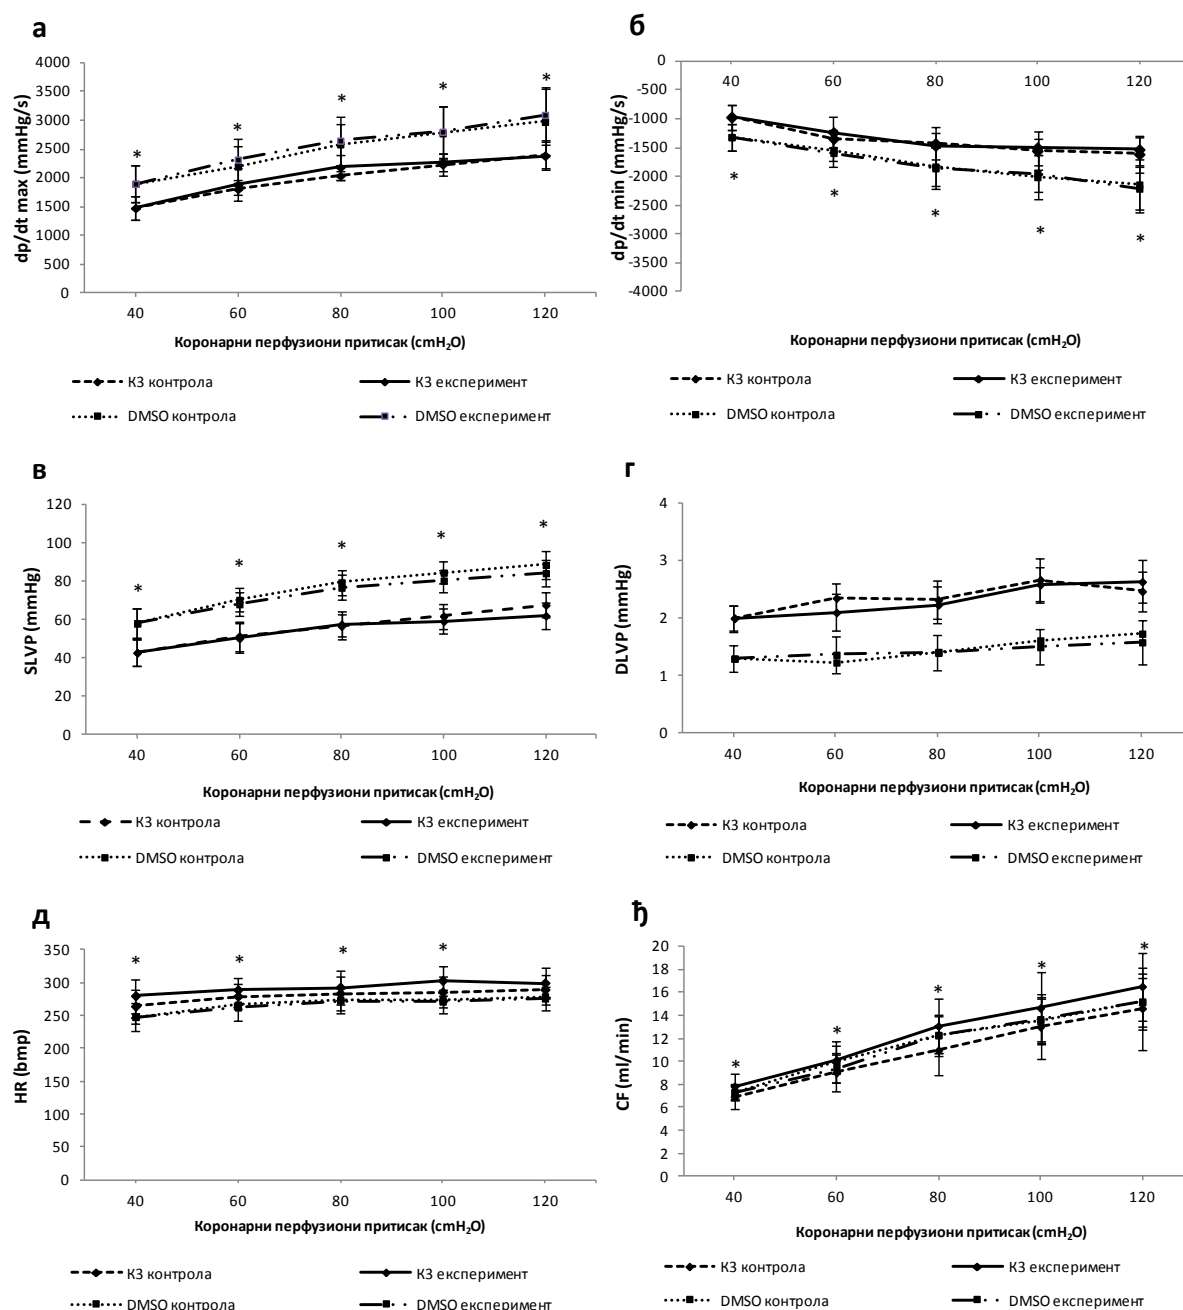 а
4000
3500
3000
2500
2000
1500
1000
500
0
dp/dt max (mmHg/s)
* * * * *
40 60 80 100 120
Коронарни перфузиони притисак (cmH₂O)
К3 контрола К3 експеримент
DMSO контрола DMSO експеримент
б
0
-500
-1000
-1500
-2000
-2500
-3000
-3500
-4000
dp/dt min (mmHg/s)
40 60 80 100 120
* * * * *
Коронарни перфузиони притисак (cmH₂O)
К3 контрола К3 експеримент
DMSO контрола DMSO експеримент
в
120
100
80
60
40
20
0
SLVP (mmHg)
* * * * *
40 60 80 100 120
Коронарни перфузиони притисак (cmH₂O)
К3 контрола К3 експеримент
DMSO контрола DMSO експеримент
г
4
3
2
1
0
DLVP (mmHg)
40 60 80 100 120
Коронарни перфузиони притисак (cmH₂O)
К3 контрола К3 експеримент
DMSO контрола DMSO експеримент
д
350
300
250
200
150
100
50
0
HR (bmp)
* * * *
40 60 80 100 120
Коронарни перфузиони притисак (cmH₂O)
К3 контрола К3 експеримент
DMSO контрола DMSO експеримент
ђ
20
18
16
14
12
10
8
6
4
2
0
CF (ml/min)
* * * * *
40 60 80 100 120
Коронарни перфузиони притисак (cmH₂O)
К3 контрола К3 експеримент
DMSO контрола DMSO експеримент